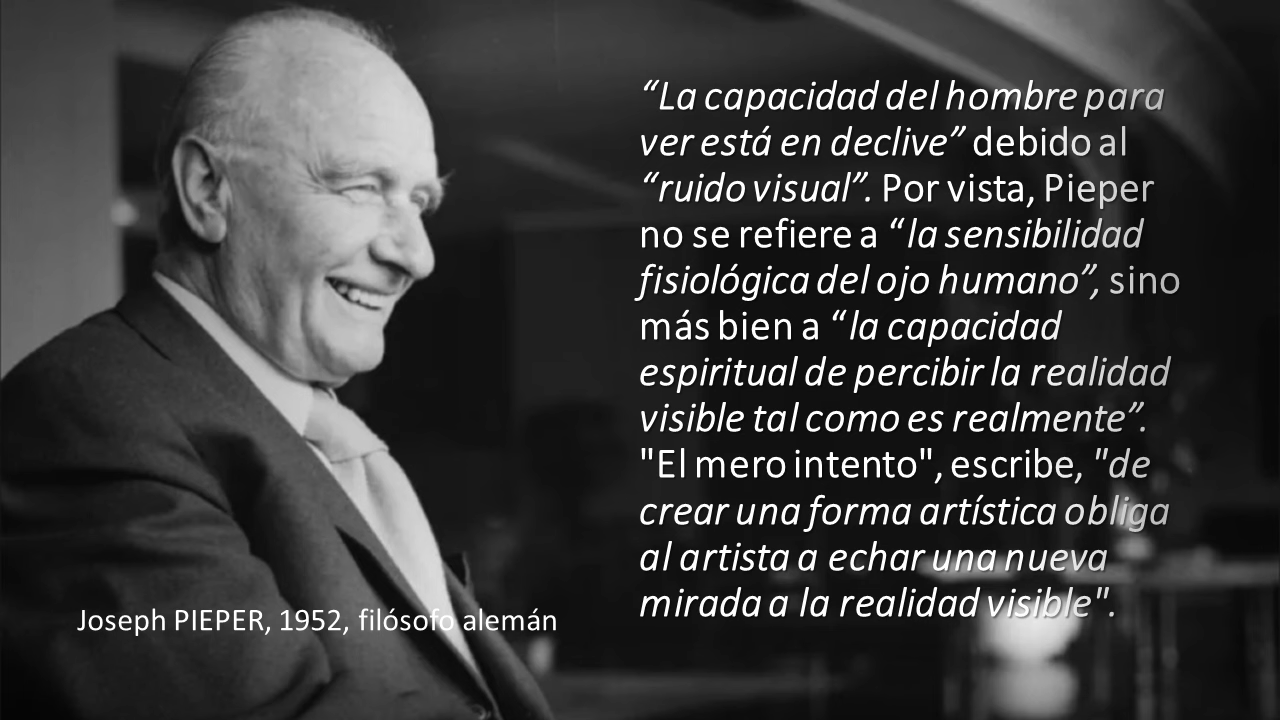 “La capacidad del hombre para
ver está en declive” debido al
“ruido visual”. Por vista, Pieper
no se refiere a “la sensibilidad
fisiológica del ojo humano”, sino
más bien a “la capacidad
espiritual de percibir la realidad
visible tal como es realmente”.
"El mero intento", escribe, "de
crear una forma artística obliga
al artista a echar una nueva
mirada a la realidad visible".
Joseph PIEPER, 1952, filósofo alemán